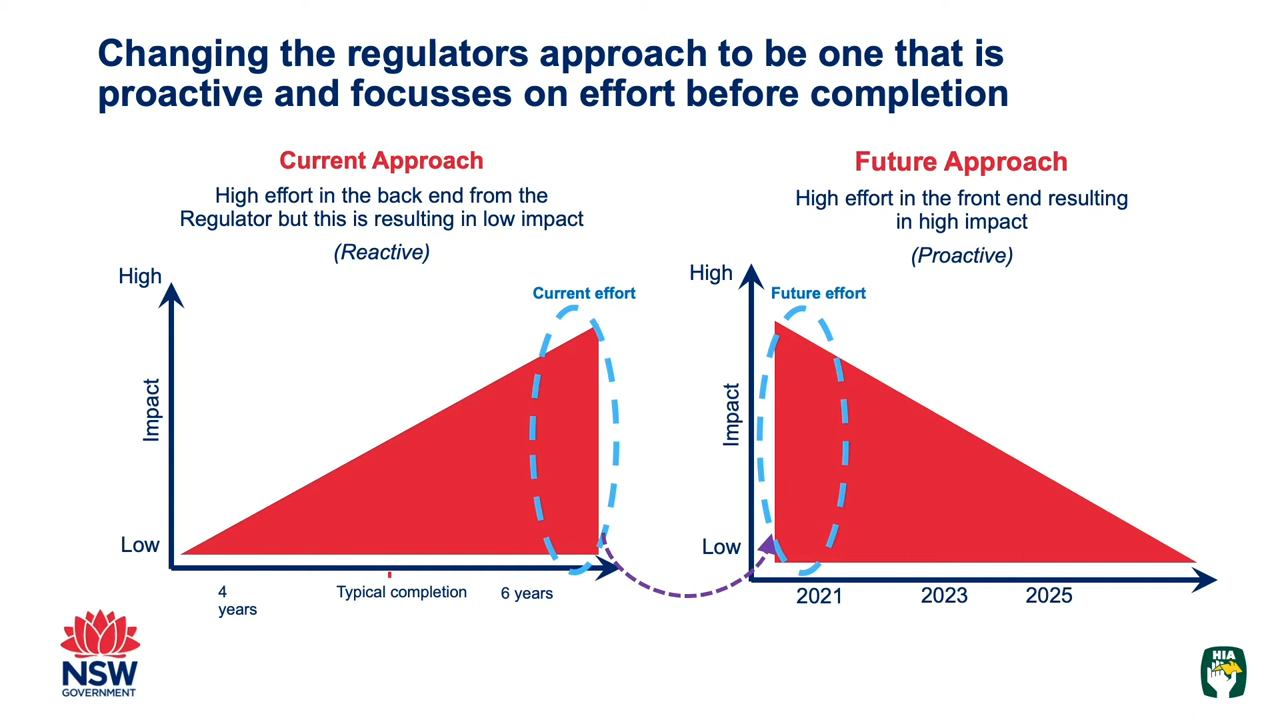 Changing the regulators approach to be one that is
proactive and focusses on effort before completion
Current Approach
High effort in the back end from the
Regulator but this is resulting in low impact
(Reactive)
High
Current effort
Impact
Low
4
years
Typical completion
6 years
Future Approach
High effort in the front end resulting
in high impact
(Proactive)
High
Future effort
Impact
Low
2021
2023
2025
NSW
GOVERNMENT
HIA